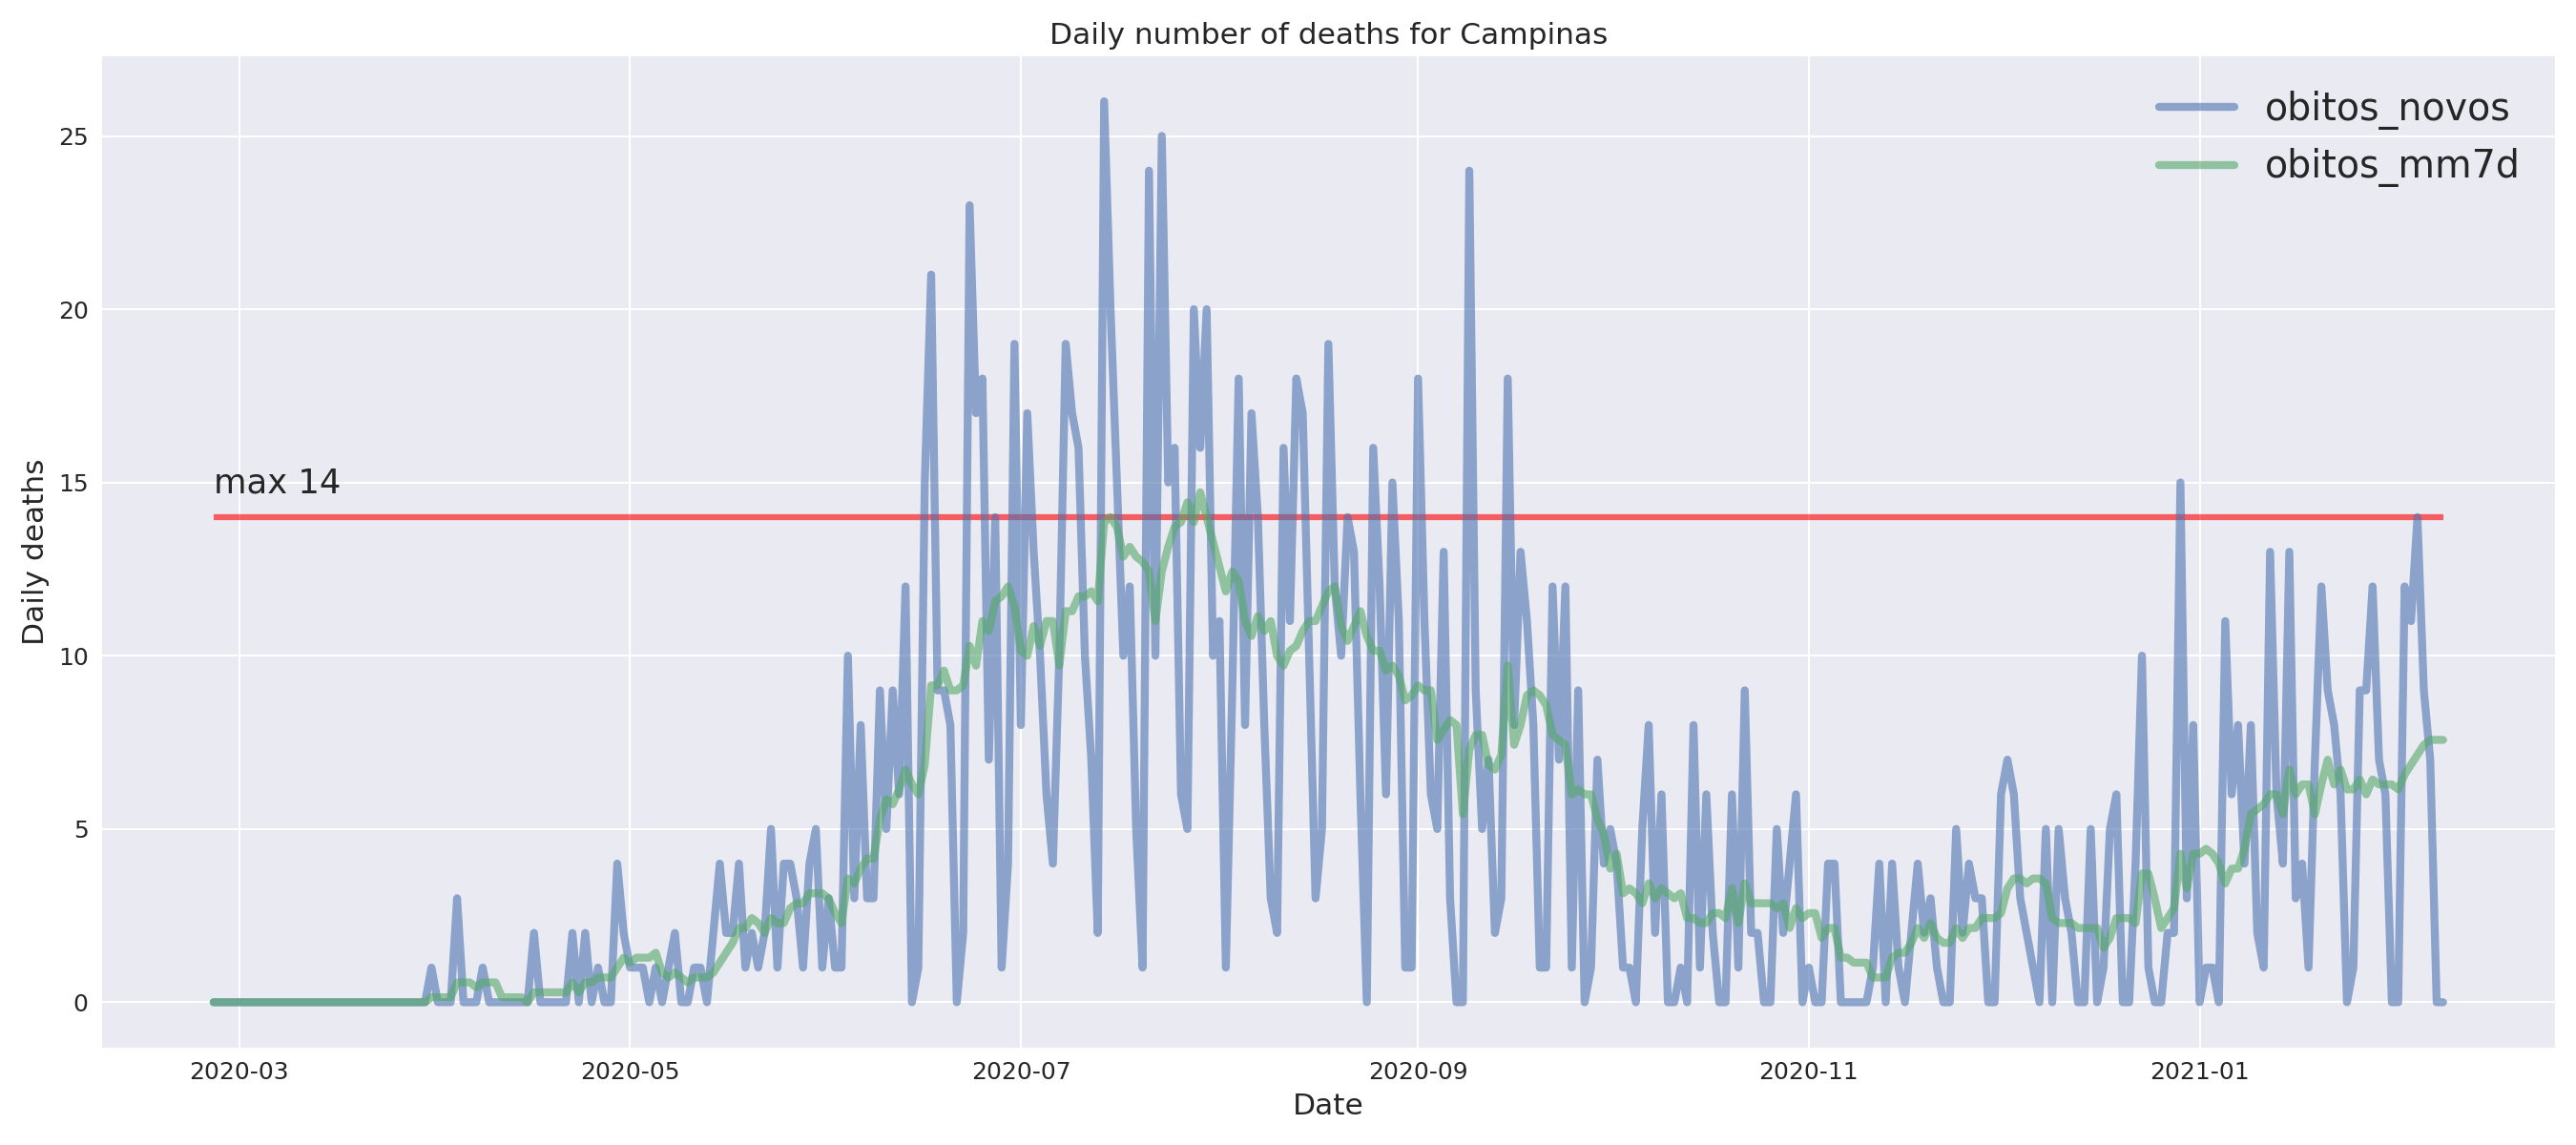 Daily number of deaths for Campinas
obitos_novos
obitos_mm7d
max 14
Daily deaths
25
20
15
10
5
0
2020-03
2020-05
2020-07
2020-09
2020-11
2021-01
Date